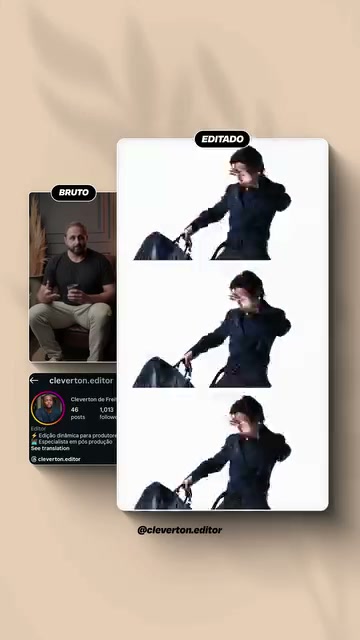 EDITADO
BRUTO
cleverton.editor
Cleverton de Frei
46
1,013
posts
followe
Editor
Edição dinâmica para produtore
Especialista em pós produção
See translation
cleverton.editor
@cleverton.editor